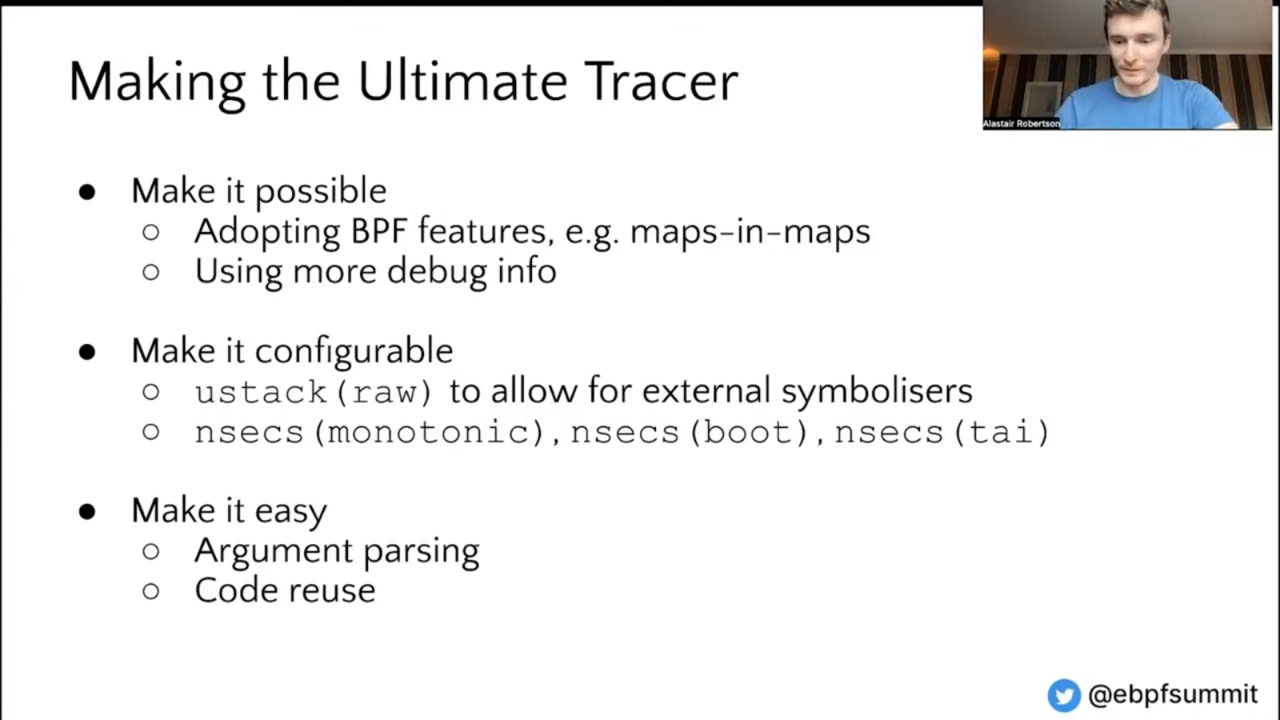 Making the Ultimate Tracer
Alastair Robertson
● Make it possible
○ Adopting BPF features, e.g. maps-in-maps
○ Using more debug info
● Make it configurable
○ ustack(raw) to allow for external symbolisers
○ nsecs(monotonic), nsecs(boot), nsecs(tai)
● Make it easy
○ Argument parsing
○ Code reuse
@ebpfsummit